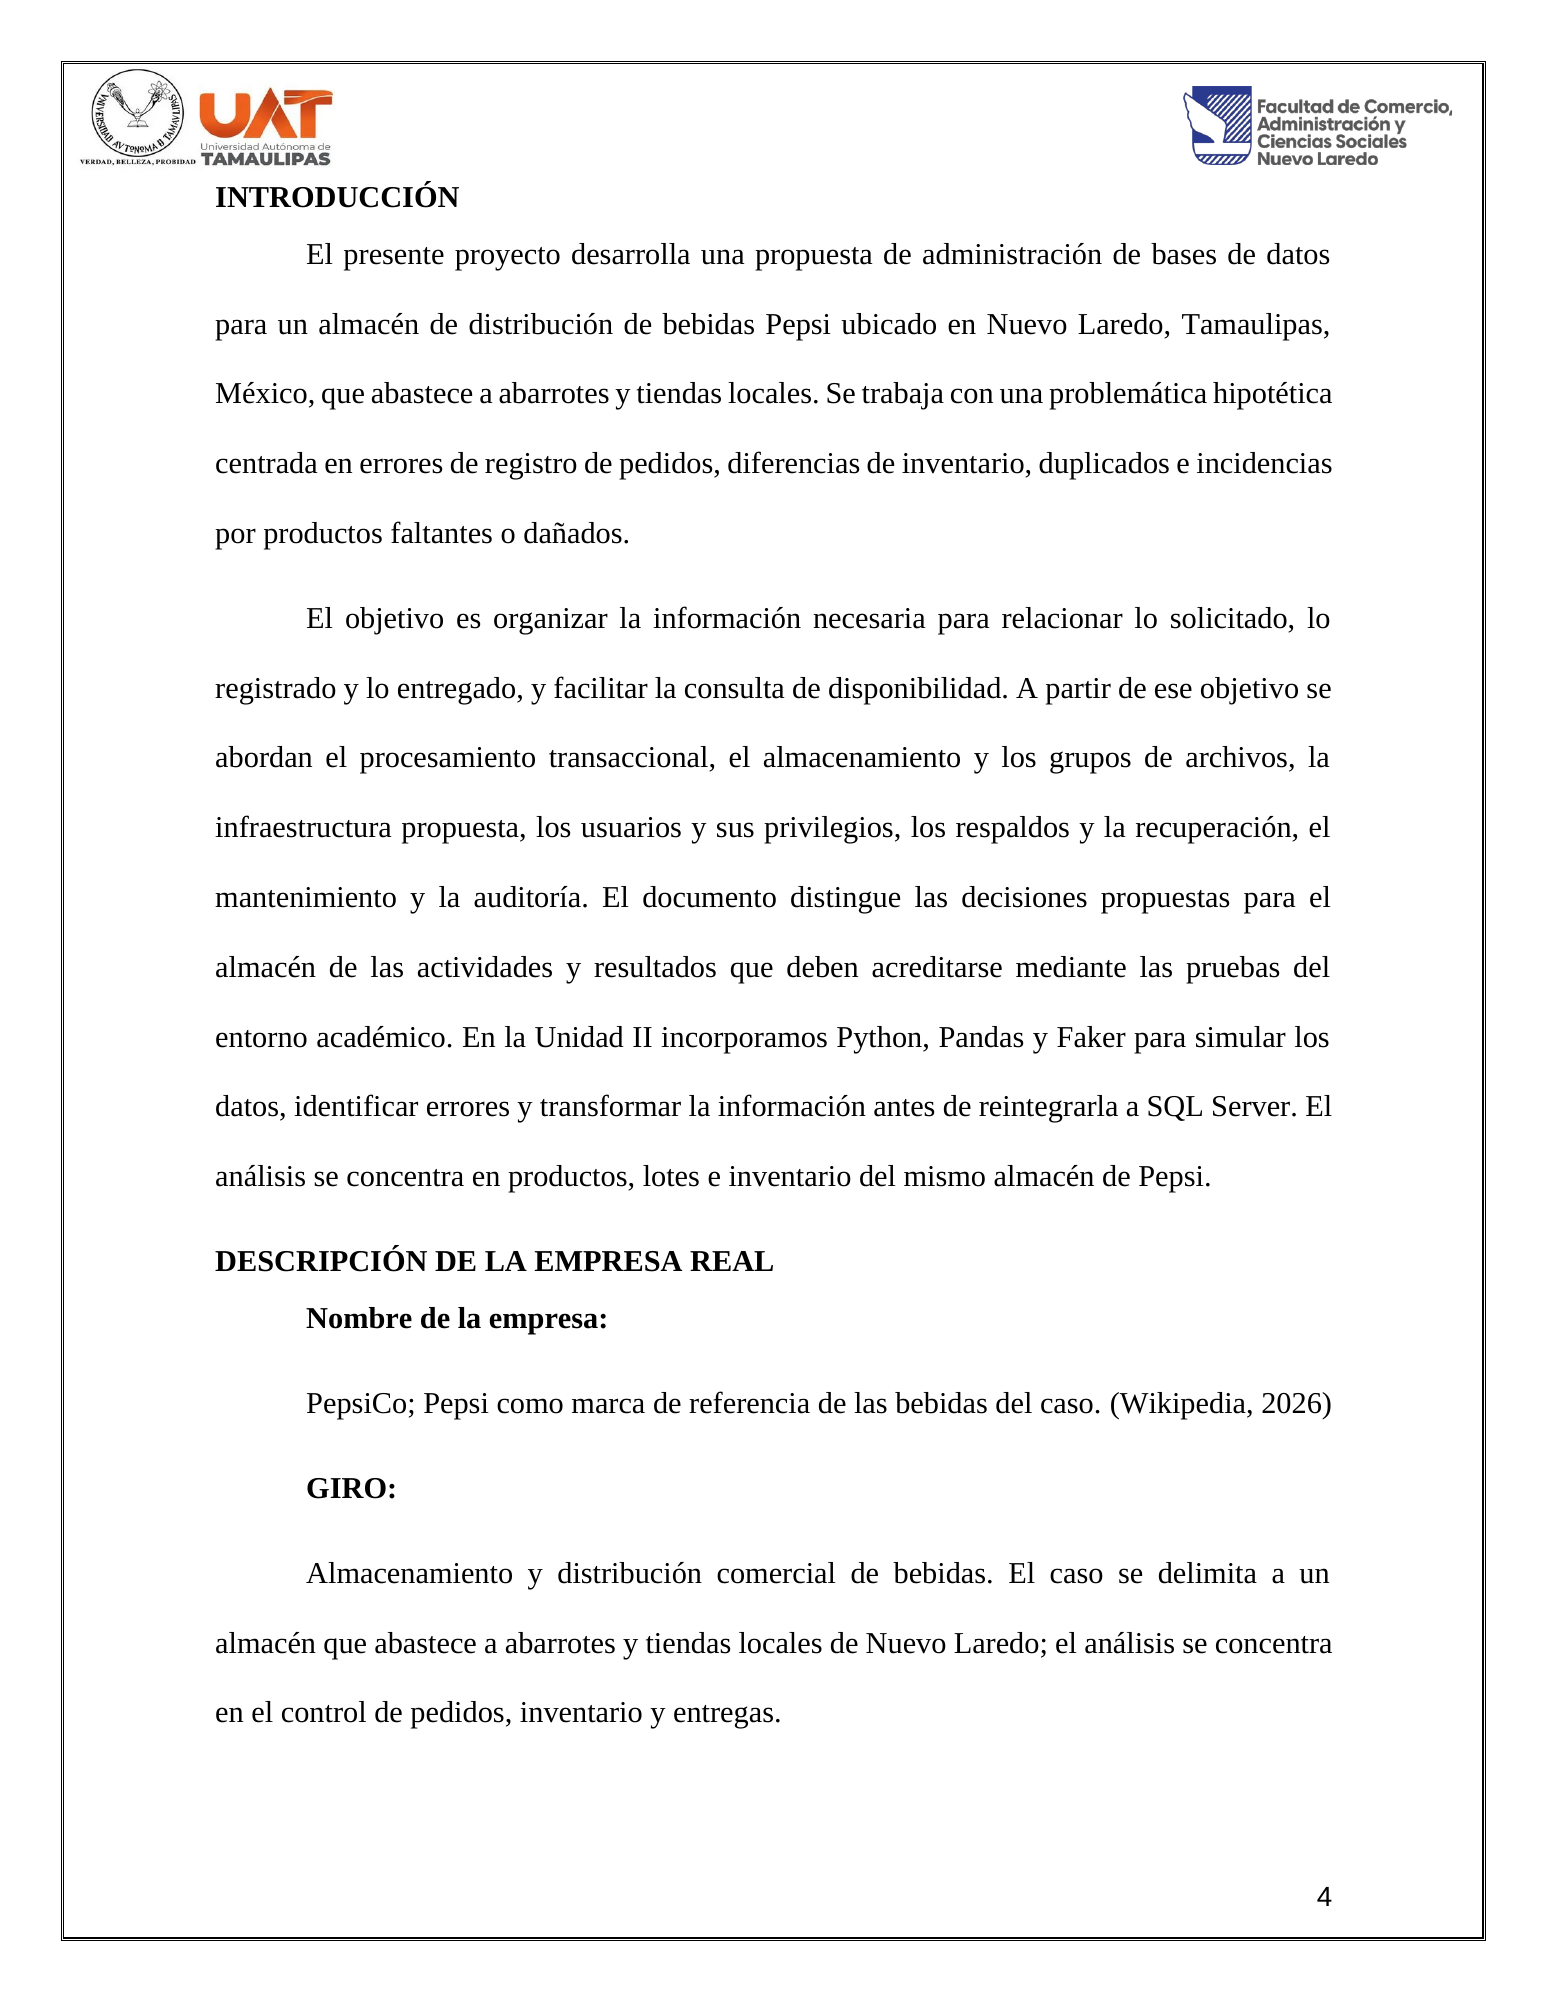 UNIVERSIDAD AVTONOMA D TAMAVLIPAS
VERDAD, BELLEZA, PROBIDAD
UAT
Universidad Autónoma de
TAMAULIPAS
Facultad de Comercio,
Administración y
Ciencias Sociales
Nuevo Laredo
INTRODUCCIÓN
El presente proyecto desarrolla una propuesta de administración de bases de datos
para un almacén de distribución de bebidas Pepsi ubicado en Nuevo Laredo, Tamaulipas,
México, que abastece a abarrotes y tiendas locales. Se trabaja con una problemática hipotética
centrada en errores de registro de pedidos, diferencias de inventario, duplicados e incidencias
por productos faltantes o dañados.
El objetivo es organizar la información necesaria para relacionar lo solicitado, lo
registrado y lo entregado, y facilitar la consulta de disponibilidad. A partir de ese objetivo se
abordan el procesamiento transaccional, el almacenamiento y los grupos de archivos, la
infraestructura propuesta, los usuarios y sus privilegios, los respaldos y la recuperación, el
mantenimiento y la auditoría. El documento distingue las decisiones propuestas para el
almacén de las actividades y resultados que deben acreditarse mediante las pruebas del
entorno académico. En la Unidad II incorporamos Python, Pandas y Faker para simular los
datos, identificar errores y transformar la información antes de reintegrarla a SQL Server. El
análisis se concentra en productos, lotes e inventario del mismo almacén de Pepsi.
DESCRIPCIÓN DE LA EMPRESA REAL
Nombre de la empresa:
PepsiCo; Pepsi como marca de referencia de las bebidas del caso. (Wikipedia, 2026)
GIRO:
Almacenamiento y distribución comercial de bebidas. El caso se delimita a un
almacén que abastece a abarrotes y tiendas locales de Nuevo Laredo; el análisis se concentra
en el control de pedidos, inventario y entregas.
4